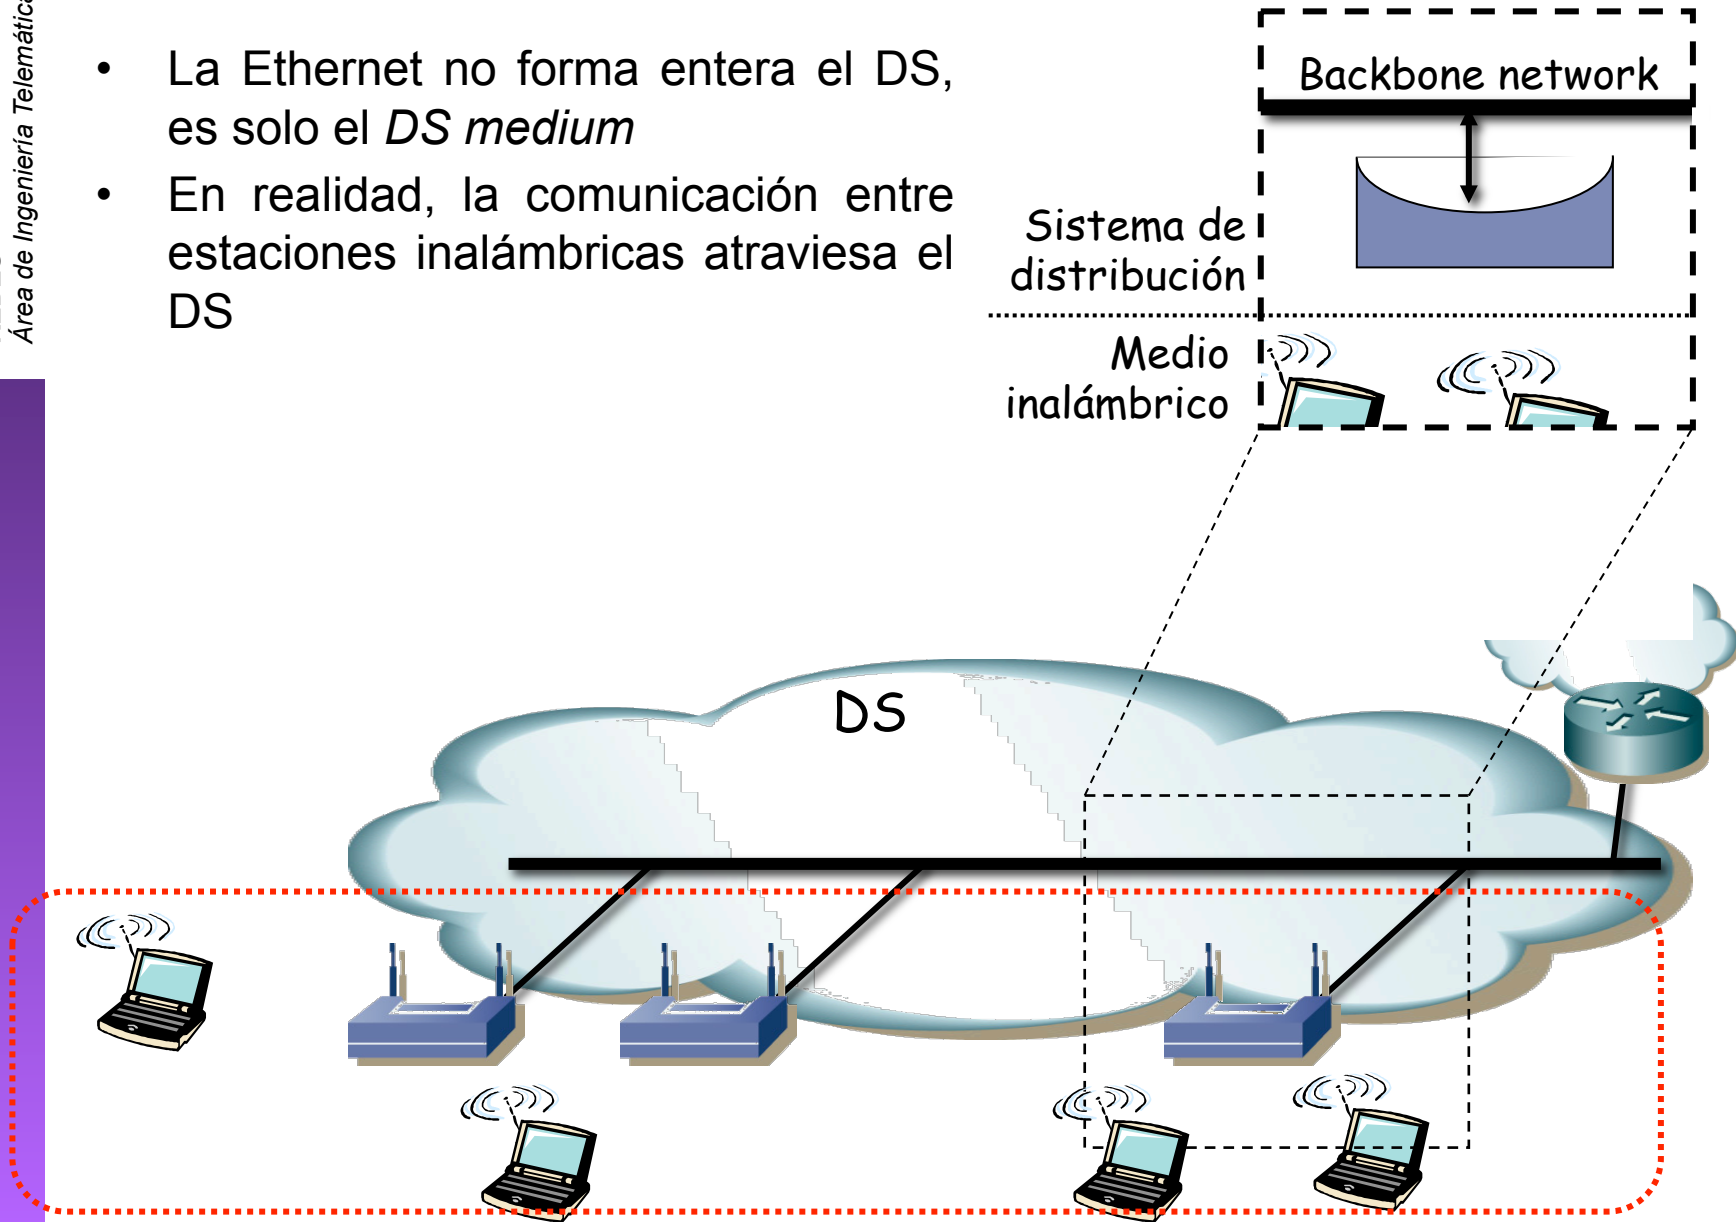 Área de Ingeniería Telemática
• La Ethernet no forma entera el DS,
es solo el DS medium
• En realidad, la comunicación entre
estaciones inalámbricas atraviesa el
DS
Backbone network
Sistema de
distribución
Medio
inalámbrico
DS